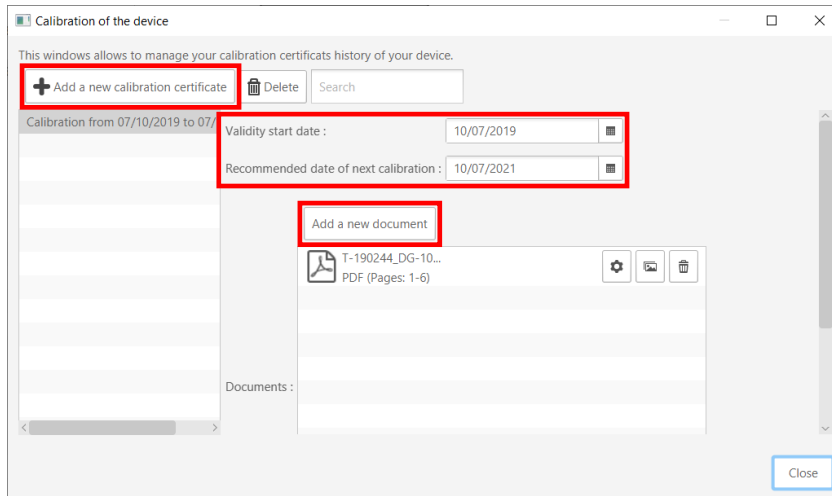 Calibration of the device
This windows allows to manage your calibration certificats history of your device.
Add a new calibration certificate
Delete
Search
Calibration from 07/10/2019 to 07/
Validity start date :
10/07/2019
Recommended date of next calibration :
10/07/2021
Add a new document
T-190244_DG-10...
PDF (Pages: 1-6)
Documents :
Close